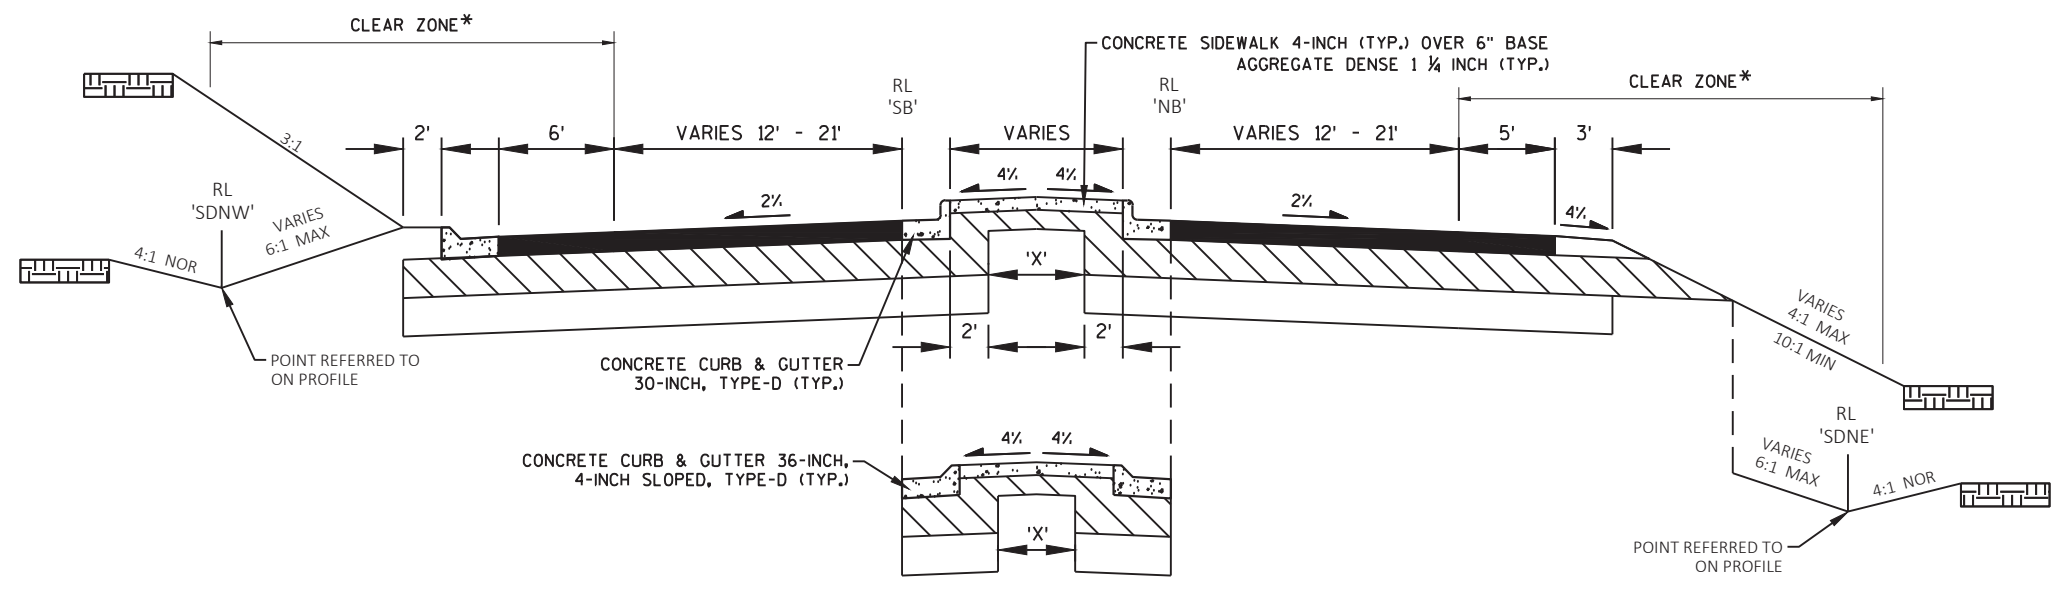 CLEAR ZONE*
CONCRETE SIDEWALK 4-INCH (TYP.) OVER 6" BASE
AGGREGATE DENSE 1 ¼ INCH (TYP.)
CLEAR ZONE*
RL
'SB'
RL
'NB'
2'
6'
VARIES 12' - 21'
VARIES
VARIES 12' - 21'
5'
3'
3:1
4%
4%
2%
2%
4%
RL
'SDNW'
VARIES
6:1 MAX
4:1 NOR
'X'
2'
2'
VARIES
4:1 MAX
10:1 MIN
POINT REFERRED TO
ON PROFILE
CONCRETE CURB & GUTTER
30-INCH, TYPE-D (TYP.)
RL
'SDNE'
4%
4%
CONCRETE CURB & GUTTER 36-INCH,
4-INCH SLOPED, TYPE-D (TYP.)
VARIES
6:1 MAX
4:1 NOR
'X'
POINT REFERRED TO
ON PROFILE